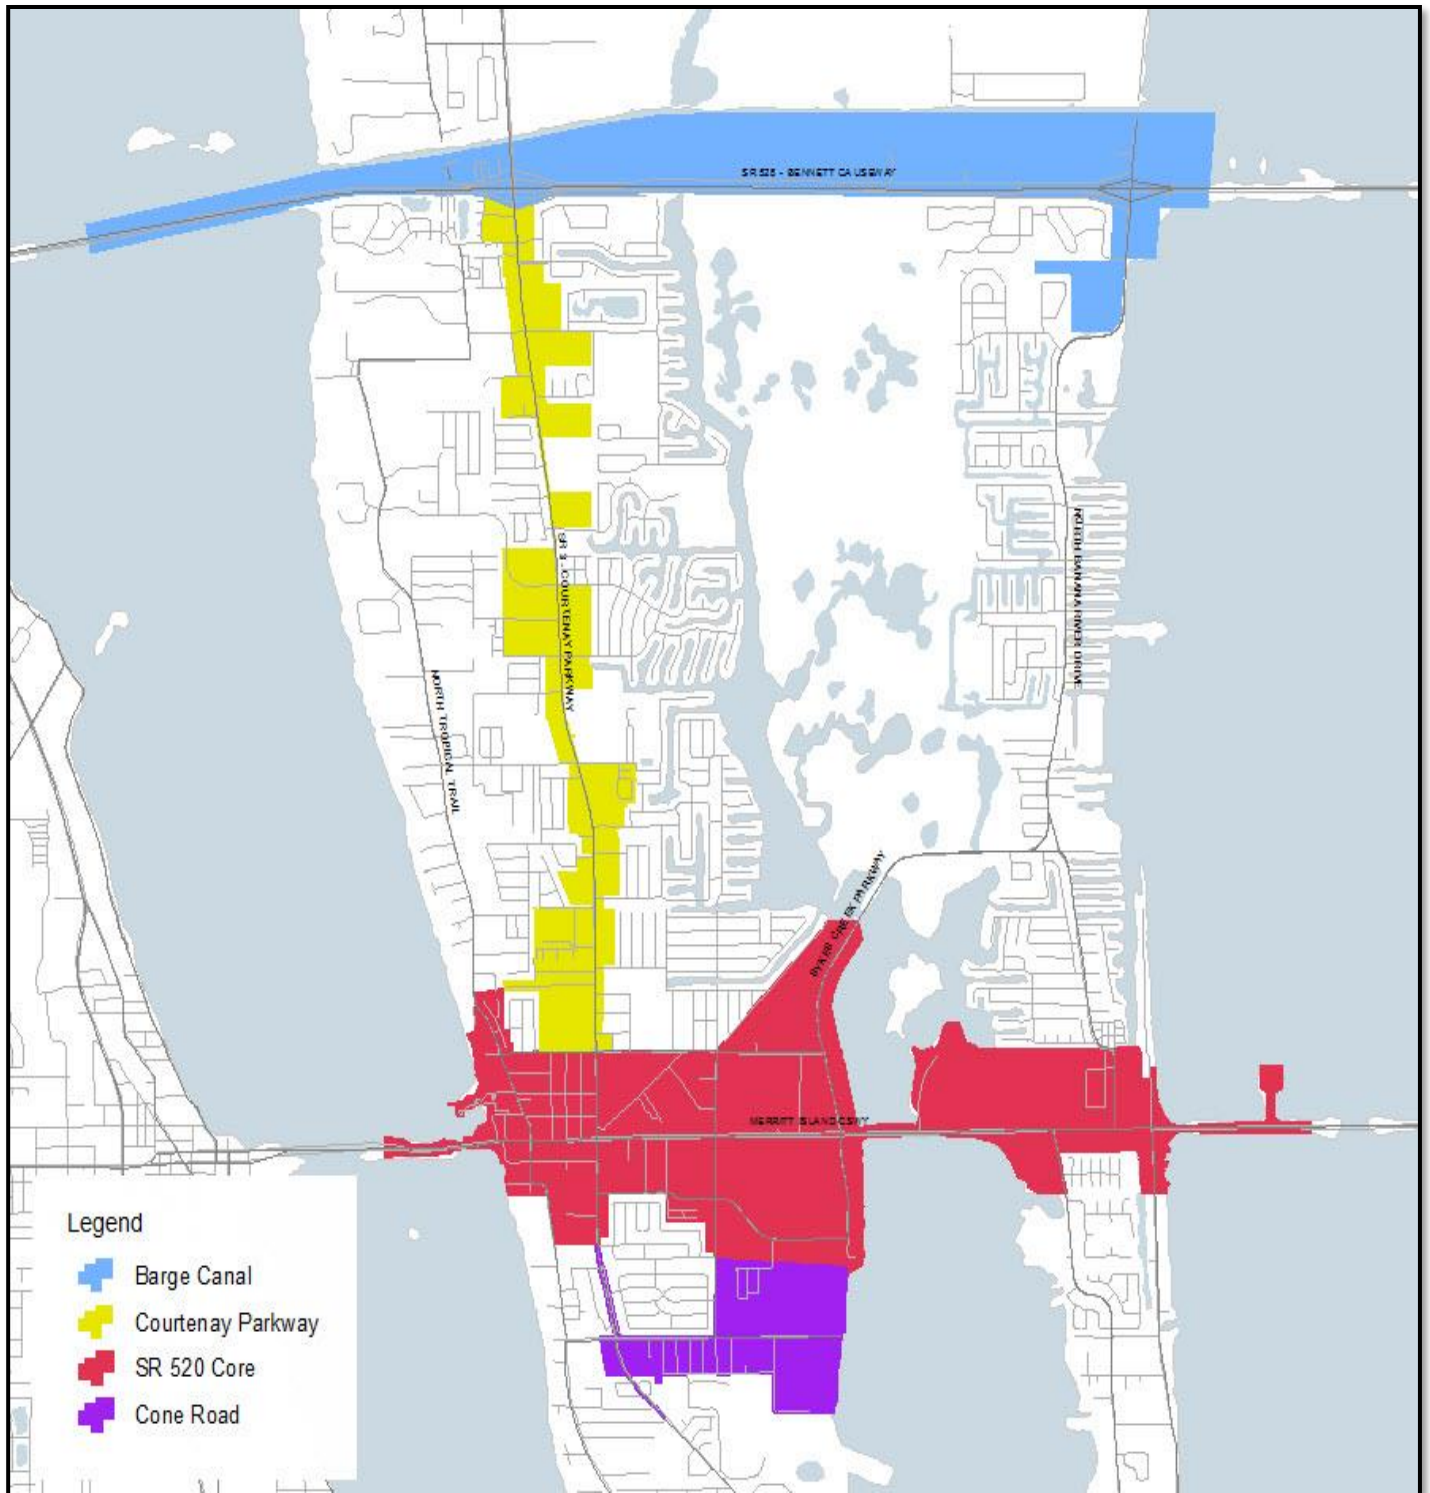 SR 528 - BENNETT CAUSEWAY
NORTH BANANA RIVER DRIVE
SR 3 - COURTENAY PARKWAY
NORTH TROPICAL TRAIL
SYKES CREEK PARKWAY
MERRITT ISLAND CSWY
Legend
Barge Canal
Courtenay Parkway
SR 520 Core
Cone Road